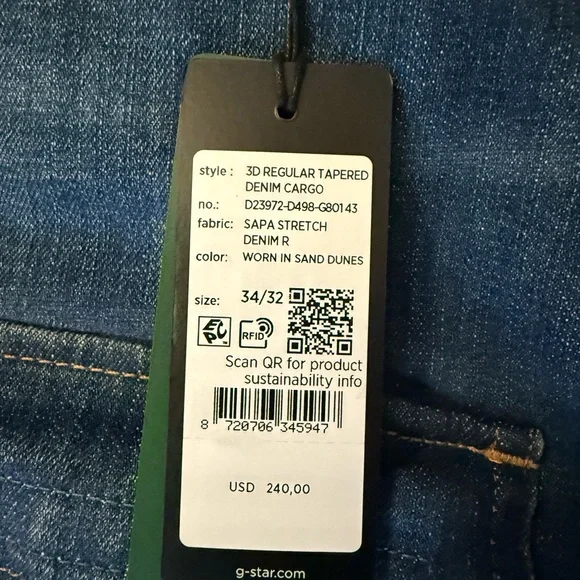 style : 3D REGULAR TAPERED
DENIM CARGO
no.: D23972-D498-G80143
fabric: SAPA STRETCH
DENIM R
color: WORN IN SAND DUNES
size: 34/32
EPC
RFID
Scan QR for product
sustainability info
8 720706 345947
USD 240,00
g-star.com